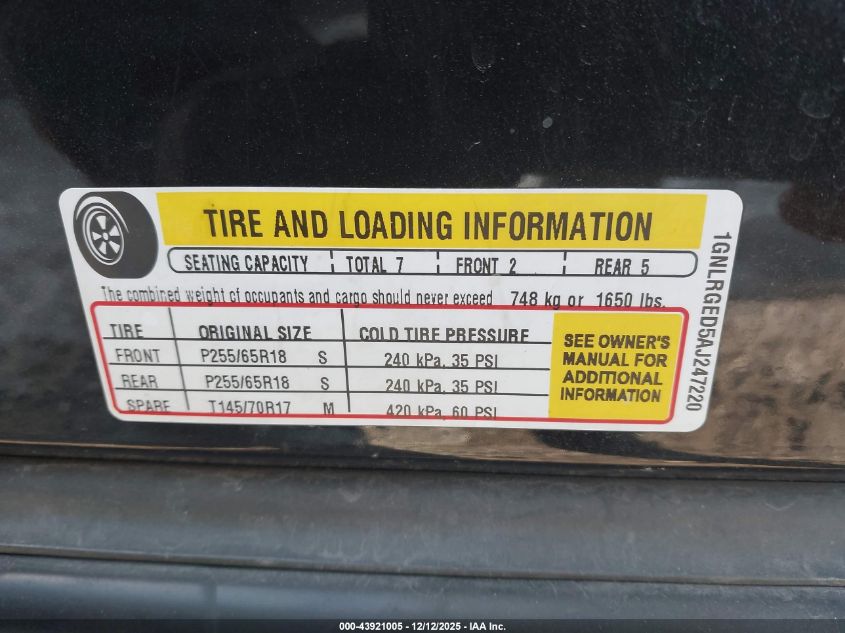 TIRE AND LOADING INFORMATION
SEATING CAPACITY TOTAL 7 FRONT 2 REAR 5
The combined weight of occupants and cargo should never exceed 748 kg or 1650 lbs.
TIRE ORIGINAL SIZE COLD TIRE PRESSURE
FRONT P255/65R18 S 240 kPa, 35 PSI
REAR P255/65R18 S 240 kPa, 35 PSI
SPARE T145/70R17 M 420 kPa, 60 PSI
SEE OWNER'S
MANUAL FOR
ADDITIONAL
INFORMATION
1GNLRGED5AJ247220
000-43921005 - 12/12/2025 - IAA Inc.